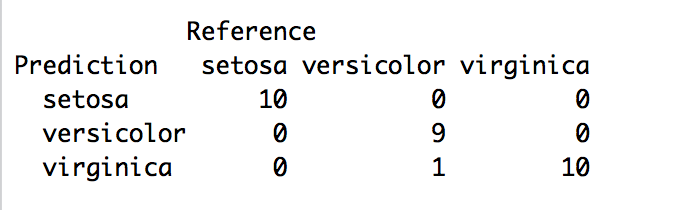 Reference
Prediction setosa versicolor virginica
setosa 10 0 0
versicolor 0 9 0
virginica 0 1 10